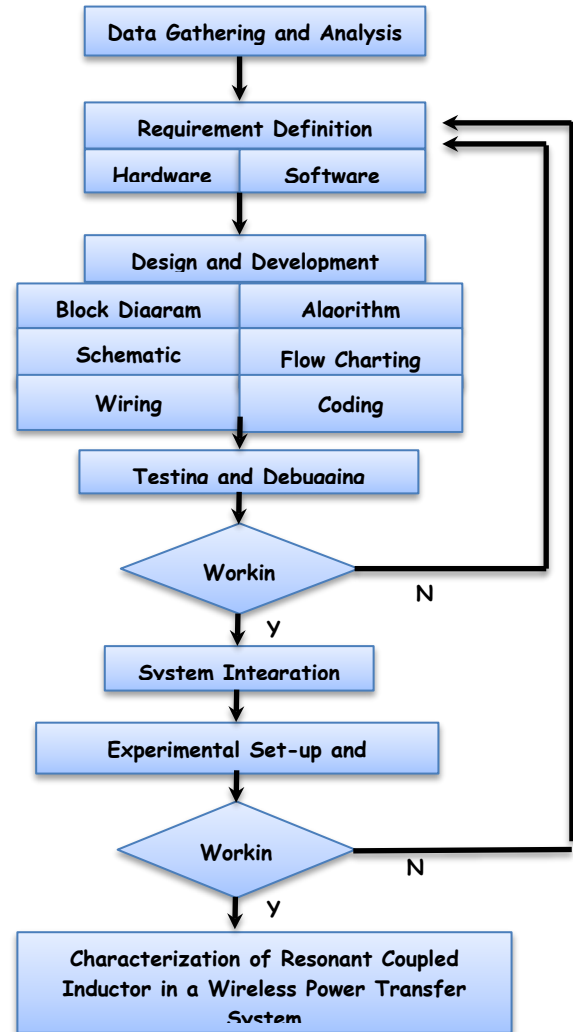 Data Gathering and Analysis
Requirement Definition
Hardware Software
Design and Development
Block Diagram Algorithm
Schematic Flow Charting
Wiring Coding
Testing and Debugging
Workin
N
Y
System Integration
Experimental Set-up and
Workin
N
Y
Characterization of Resonant Coupled
Inductor in a Wireless Power Transfer
System